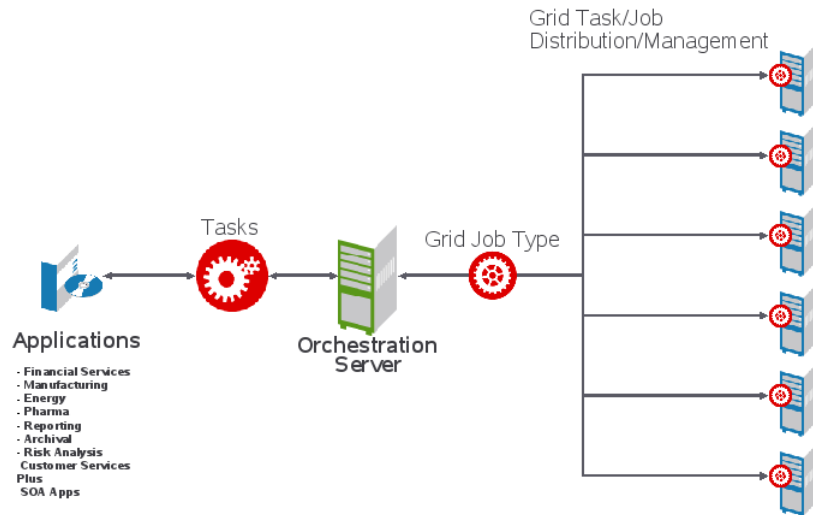 Grid Task/Job
Distribution/Management
Tasks
Grid Job Type
Applications
Orchestration
Server
- Financial Services
- Manufacturing
- Energy
- Pharma
- Reporting
- Archival
- Risk Analysis
Customer Services
Plus
SOA Apps